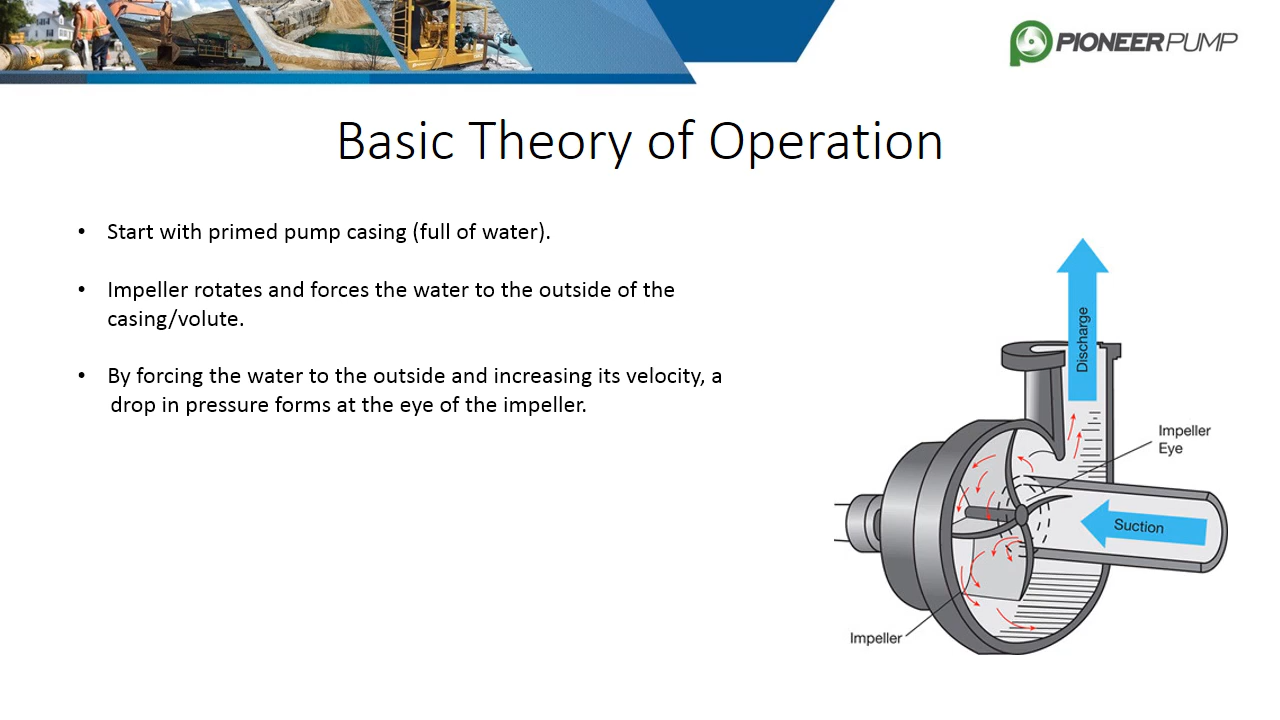 PIONEERPUMP
Basic Theory of Operation
• Start with primed pump casing (full of water).
• Impeller rotates and forces the water to the outside of the
casing/volute.
• By forcing the water to the outside and increasing its velocity, a
drop in pressure forms at the eye of the impeller.
Discharge
Impeller
Eye
Suction
Impeller